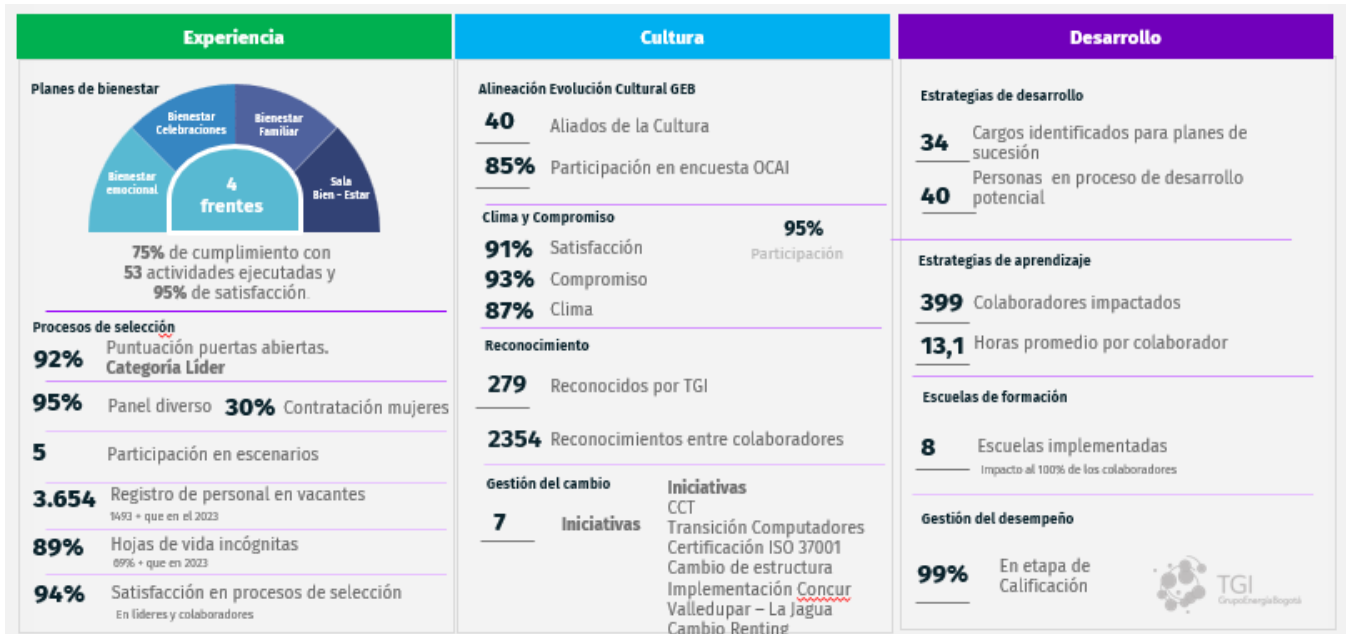 Experiencia
Planes de bienestar
Bienestar
emocional
Bienestar
Celebraciones
Bienestar
Familiar
Sala
Bien – Estar
4
frentes
75% de cumplimiento con
53 actividades ejecutadas y
95% de satisfacción.
Procesos de selección
92% Puntuación puertas abiertas.
Categoría Líder
95% Panel diverso 30% Contratación mujeres
5 Participación en escenarios
3.654 Registro de personal en vacantes
1493 + que en el 2023
89% Hojas de vida incógnitas
69% + que en 2023
94% Satisfacción en procesos de selección
En líderes y colaboradores
Cultura
Alineación Evolución Cultural GEB
40 Aliados de la Cultura
85% Participación en encuesta OCAI
Clima y Compromiso
91% Satisfacción
93% Compromiso
87% Clima
95%
Participación
Reconocimiento
279 Reconocidos por TGI
2354 Reconocimientos entre colaboradores
Gestión del cambio
7 Iniciativas
Iniciativas
CCT
Transición Computadores
Certificación ISO 37001
Cambio de estructura
Implementación Concur
Valledupar – La Jagua
Cambio Renting
Desarrollo
Estrategias de desarrollo
34 Cargos identificados para planes de
sucesión
40 Personas en proceso de desarrollo
potencial
Estrategias de aprendizaje
399 Colaboradores impactados
13,1 Horas promedio por colaborador
Escuelas de formación
8 Escuelas implementadas
Impacto al 100% de los colaboradores
Gestión del desempeño
99% En etapa de
Calificación
TGI
GrupoEnergíaBogotá